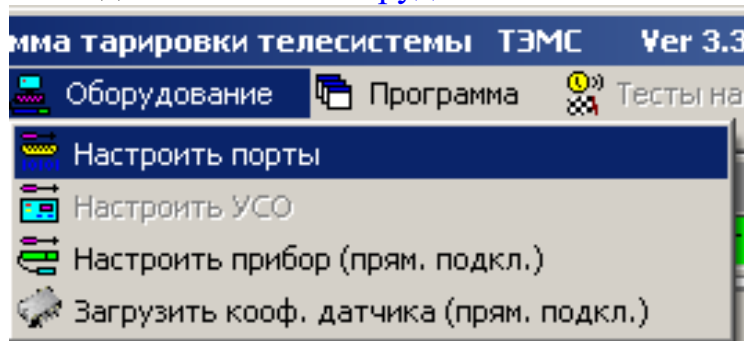 мма тарировки телесистемы ТЭМС Ver 3.3
Оборудование Программа Тесты на
Настроить порты
Настроить УСО
Настроить прибор (прям. подкл.)
Загрузить кооф. датчика (прям. подкл.)